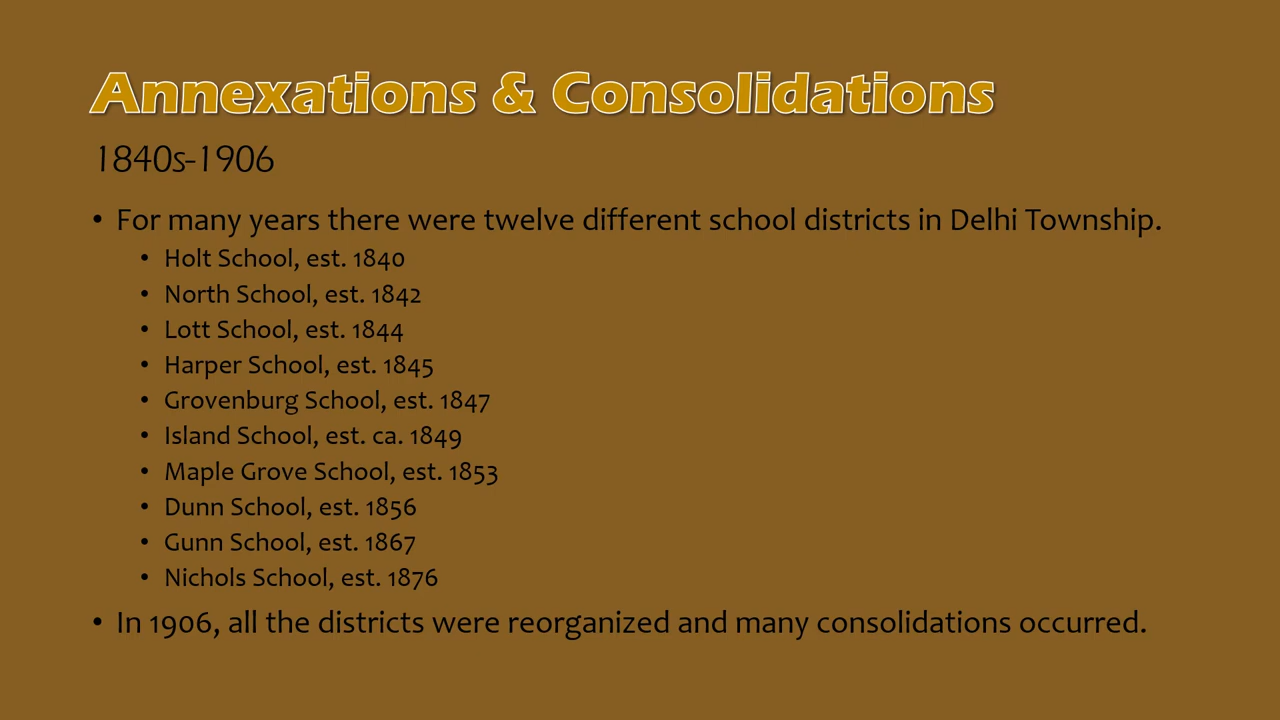 Annexations & Consolidations
1840s-1906
• For many years there were twelve different school districts in Delhi Township.
• Holt School, est. 1840
• North School, est. 1842
• Lott School, est. 1844
• Harper School, est. 1845
• Grovenburg School, est. 1847
• Island School, est. ca. 1849
• Maple Grove School, est. 1853
• Dunn School, est. 1856
• Gunn School, est. 1867
• Nichols School, est. 1876
• In 1906, all the districts were reorganized and many consolidations occurred.